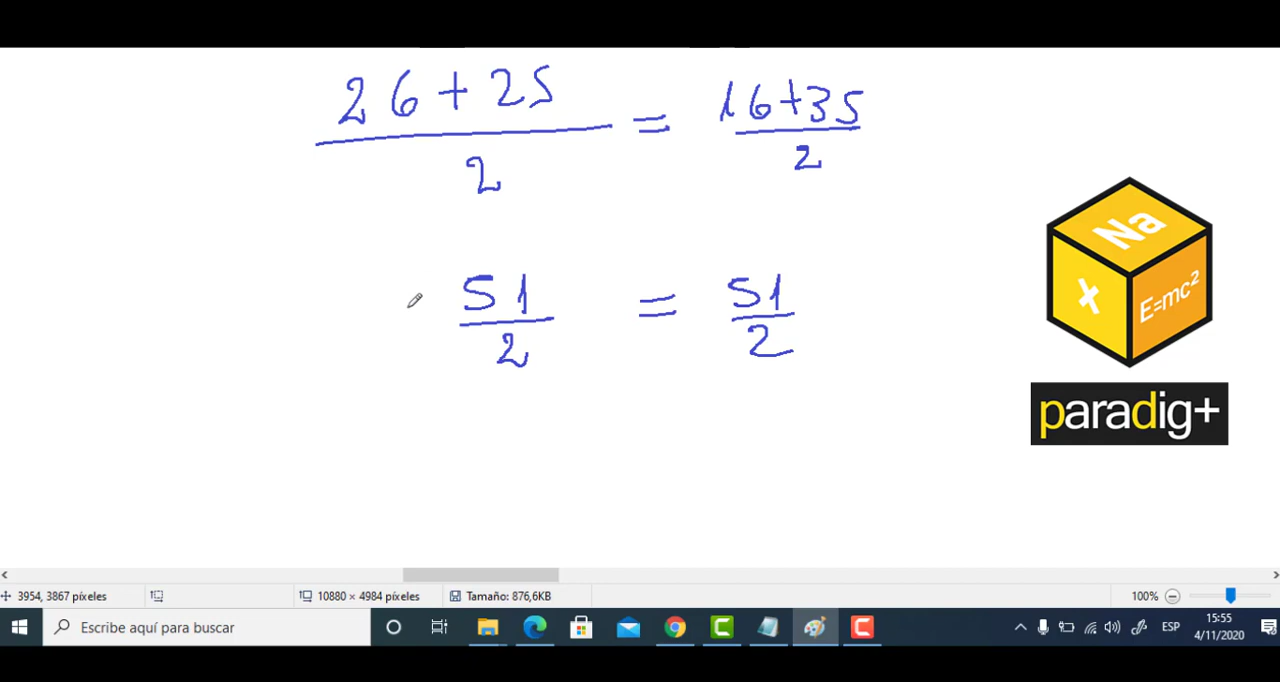 26+25 = 16+35
2 2
51 = 51
2 2
Na
X
E=mc²
paradig+
3954, 3867 píxeles
10880 × 4984 píxeles
Tamaño: 876,6KB
100%
Escribe aquí para buscar
ESP
15:55
4/11/2020